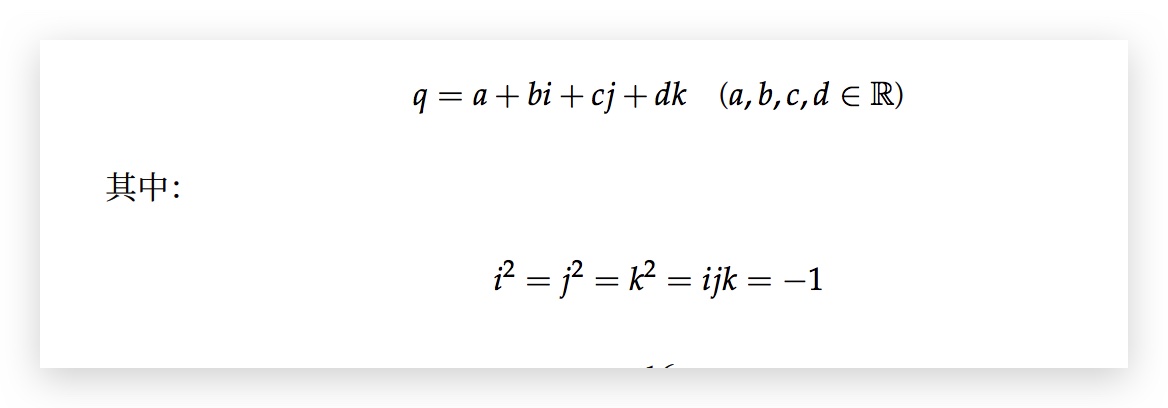 q = a + bi + cj + dk (a, b, c, d ∈ ℝ)
其中：
i² = j² = k² = ijk = −1